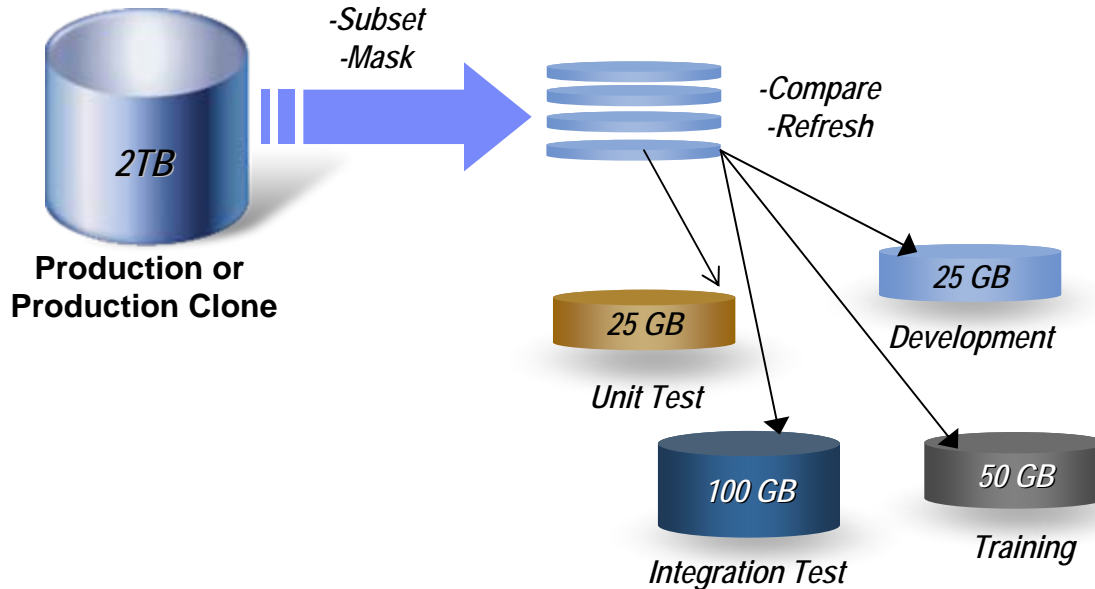 -Subset
-Mask
2TB
Production or
Production Clone
-Compare
-Refresh
25 GB
Development
25 GB
Unit Test
100 GB
Integration Test
50 GB
Training